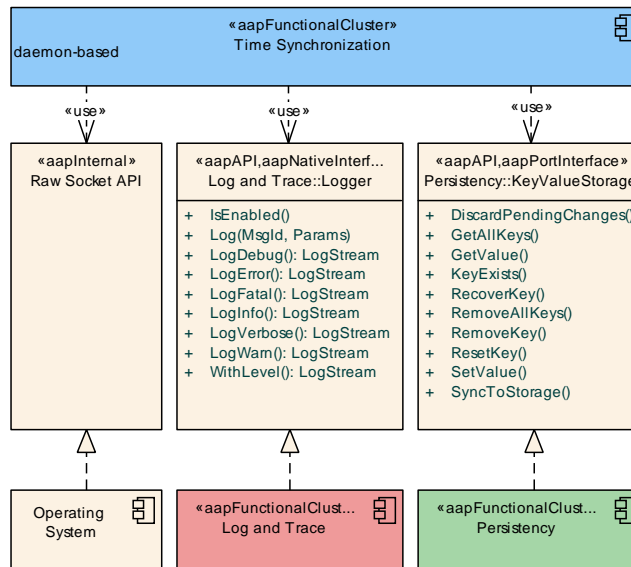 «aapFunctionalCluster»
Time Synchronization
daemon-based
«use»
«use»
«use»
«aapInternal»
Raw Socket API
«aapAPI,aapNativeInterf...
Log and Trace::Logger
+ IsEnabled()
+ Log(MsgId, Params)
+ LogDebug(): LogStream
+ LogError(): LogStream
+ LogFatal(): LogStream
+ LogInfo(): LogStream
+ LogVerbose(): LogStream
+ LogWarn(): LogStream
+ WithLevel(): LogStream
«aapAPI,aapPortInterface»
Persistency::KeyValueStorage
+ DiscardPendingChanges()
+ GetAllKeys()
+ GetValue()
+ KeyExists()
+ RecoverKey()
+ RemoveAllKeys()
+ RemoveKey()
+ ResetKey()
+ SetValue()
+ SyncToStorage()
Operating
System
«aapFunctionalClust...
Log and Trace
«aapFunctionalClust...
Persistency